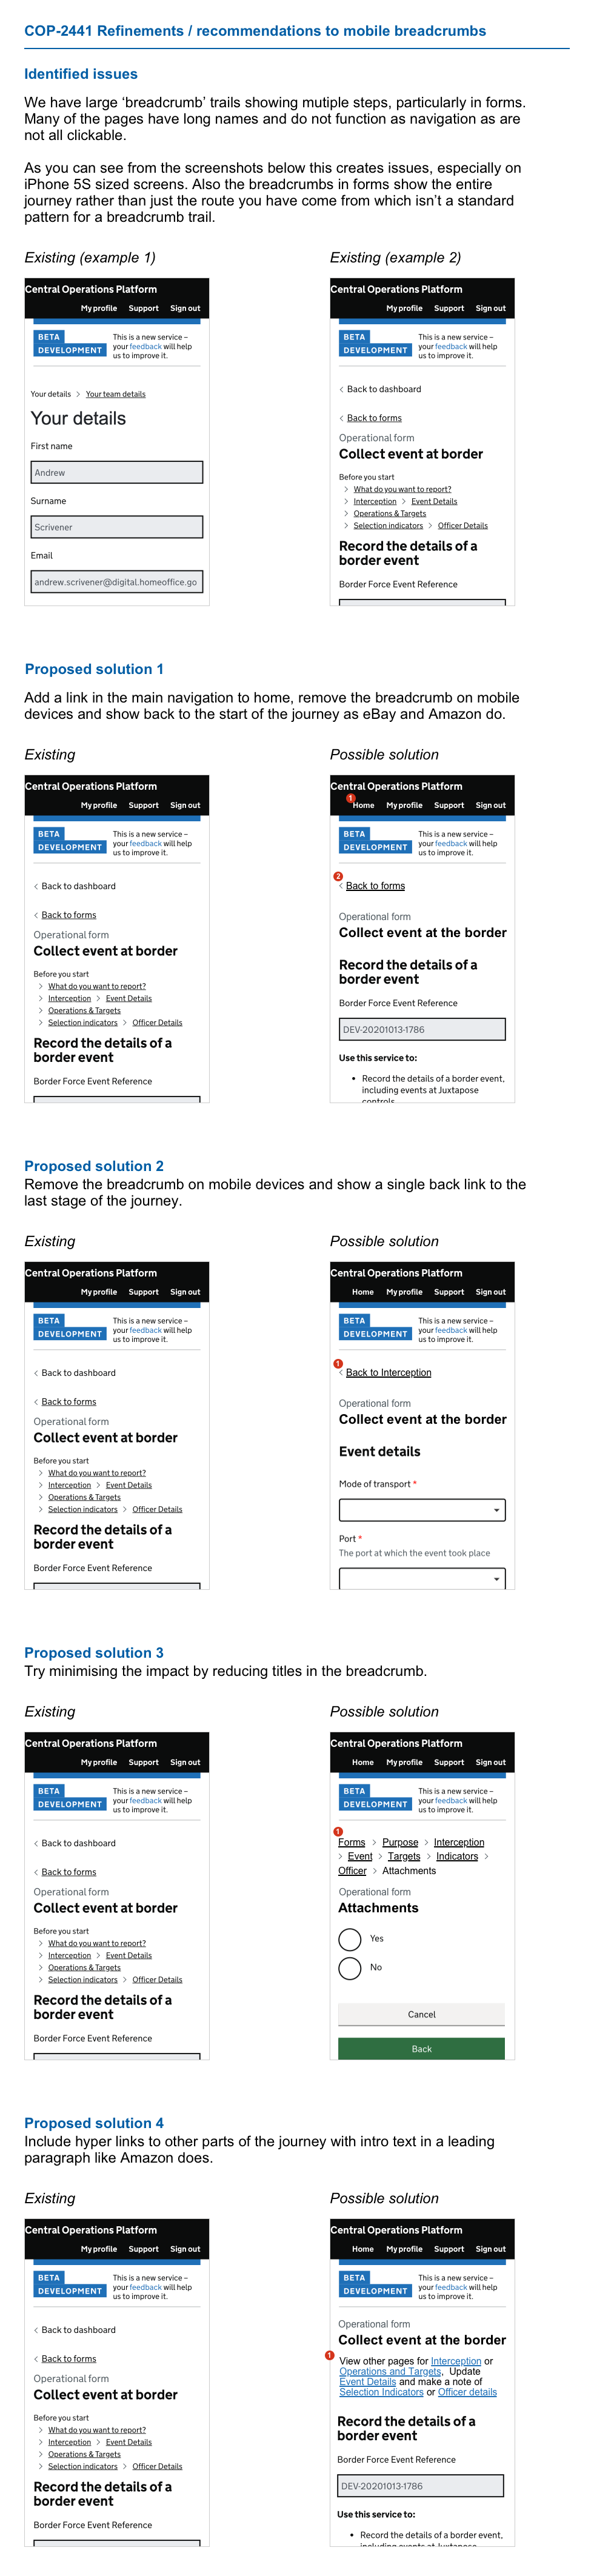 COP-2441 Refinements / recommendations to mobile breadcrumbs
Identified issues
We have large ‘breadcrumb’ trails showing mutiple steps, particularly in forms.
Many of the pages have long names and do not function as navigation as are
not all clickable.
As you can see from the screenshots below this creates issues, especially on
iPhone 5S sized screens. Also the breadcrumbs in forms show the entire
journey rather than just the route you have come from which isn’t a standard
pattern for a breadcrumb trail.
Existing (example 1)
Central Operations Platform
My profile Support Sign out
BETA
DEVELOPMENT
This is a new service –
your feedback will help
us to improve it.
Your details > Your team details
Your details
First name
Andrew
Surname
Scrivener
Email
andrew.scrivener@digital.homeoffice.go
Existing (example 2)
Central Operations Platform
My profile Support Sign out
BETA
DEVELOPMENT
This is a new service –
your feedback will help
us to improve it.
< Back to dashboard
< Back to forms
Operational form
Collect event at border
Before you start
> What do you want to report?
> Interception > Event Details
> Operations & Targets
> Selection indicators > Officer Details
Record the details of a
border event
Border Force Event Reference
Proposed solution 1
Add a link in the main navigation to home, remove the breadcrumb on mobile
devices and show back to the start of the journey as eBay and Amazon do.
Existing
Central Operations Platform
My profile Support Sign out
BETA
DEVELOPMENT
This is a new service –
your feedback will help
us to improve it.
< Back to dashboard
< Back to forms
Operational form
Collect event at border
Before you start
> What do you want to report?
> Interception > Event Details
> Operations & Targets
> Selection indicators > Officer Details
Record the details of a
border event
Border Force Event Reference
Possible solution
Central Operations Platform
1
Home My profile Support Sign out
BETA
DEVELOPMENT
This is a new service –
your feedback will help
us to improve it.
2
< Back to forms
Operational form
Collect event at the border
Record the details of a
border event
Border Force Event Reference
DEV-20201013-1786
Use this service to:
• Record the details of a border event,
including events at Juxtapose
controls
Proposed solution 2
Remove the breadcrumb on mobile devices and show a single back link to the
last stage of the journey.
Existing
Central Operations Platform
My profile Support Sign out
BETA
DEVELOPMENT
This is a new service –
your feedback will help
us to improve it.
< Back to dashboard
< Back to forms
Operational form
Collect event at border
Before you start
> What do you want to report?
> Interception > Event Details
> Operations & Targets
> Selection indicators > Officer Details
Record the details of a
border event
Border Force Event Reference
Possible solution
Central Operations Platform
Home My profile Support Sign out
BETA
DEVELOPMENT
This is a new service –
your feedback will help
us to improve it.
1
< Back to Interception
Operational form
Collect event at the border
Event details
Mode of transport *
Port *
The port at which the event took place
Proposed solution 3
Try minimising the impact by reducing titles in the breadcrumb.
Existing
Central Operations Platform
My profile Support Sign out
BETA
DEVELOPMENT
This is a new service –
your feedback will help
us to improve it.
< Back to dashboard
< Back to forms
Operational form
Collect event at border
Before you start
> What do you want to report?
> Interception > Event Details
> Operations & Targets
> Selection indicators > Officer Details
Record the details of a
border event
Border Force Event Reference
Possible solution
Central Operations Platform
Home My profile Support Sign out
BETA
DEVELOPMENT
This is a new service –
your feedback will help
us to improve it.
1
Forms > Purpose > Interception
> Event > Targets > Indicators >
Officer > Attachments
Operational form
Attachments
Yes
No
Cancel
Back
Proposed solution 4
Include hyper links to other parts of the journey with intro text in a leading
paragraph like Amazon does.
Existing
Central Operations Platform
My profile Support Sign out
BETA
DEVELOPMENT
This is a new service –
your feedback will help
us to improve it.
< Back to dashboard
< Back to forms
Operational form
Collect event at border
Before you start
> What do you want to report?
> Interception > Event Details
> Operations & Targets
> Selection indicators > Officer Details
Record the details of a
border event
Border Force Event Reference
Possible solution
Central Operations Platform
Home My profile Support Sign out
BETA
DEVELOPMENT
This is a new service –
your feedback will help
us to improve it.
Operational form
Collect event at the border
1
View other pages for Interception or
Operations and Targets, Update
Event Details and make a note of
Selection Indicators or Officer details
Record the details of a
border event
Border Force Event Reference
DEV-20201013-1786
Use this service to:
• Record the details of a border event,
including events at Juxtapose